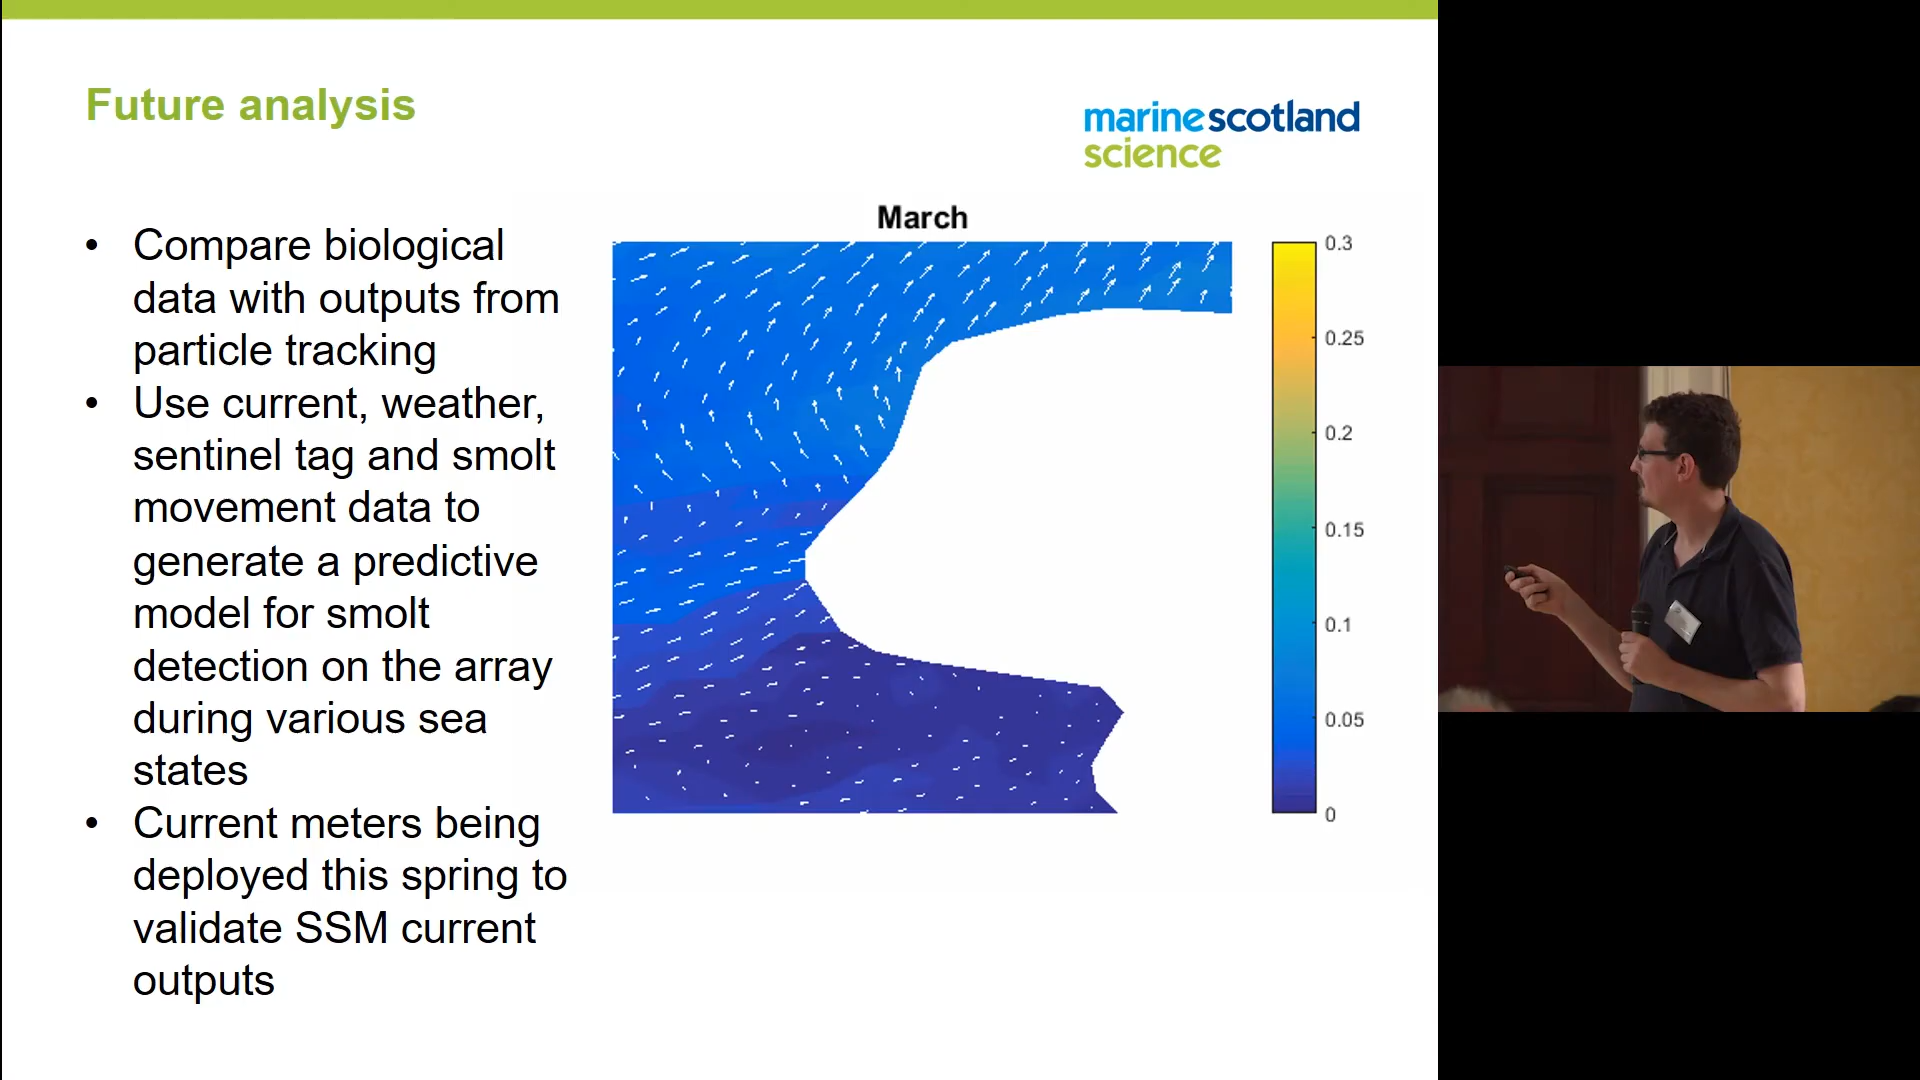 Future analysis
marinescotland
science
• Compare biological
data with outputs from
particle tracking
• Use current, weather,
sentinel tag and smolt
movement data to
generate a predictive
model for smolt
detection on the array
during various sea
states
• Current meters being
deployed this spring to
validate SSM current
outputs
March
0.3
0.25
0.2
0.15
0.1
0.05
0